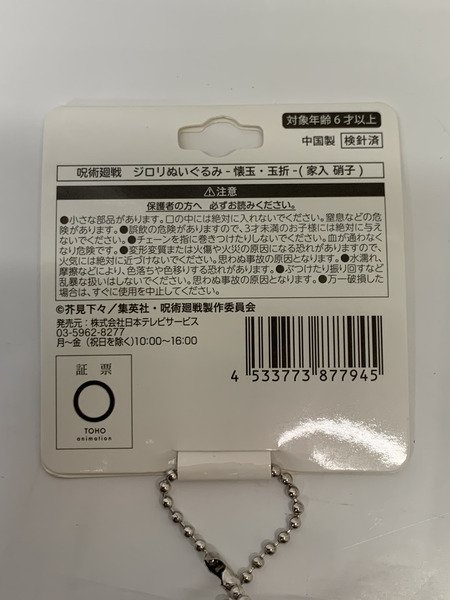 対象年齢6才以上
中国製 検針済
呪術廻戦 ジロリぬいぐるみ-懐玉・玉折-(家入 硝子)
⚠注意
保護者の方へ 必ずお読みください。
●小さな部品があります。口の中には絶対に入れないでください。窒息などの危
険があります。●誤飲の危険がありますので、3才未満のお子様には絶対に与え
ないでください。●チェーンを指に巻きつけたりしないでください。血が通わなくな
り危険です。●変形変質または火傷や火災の原因になる恐れがありますので、
火気には絶対に近づけないでください。思わぬ事故の原因となります。●水濡れ、
摩擦などにより、色落ちや色移りする恐れがあります。●ぶつけたり振り回すなど
乱暴な扱いはしないでください。思わぬ事故の原因となります。●万一破損した
場合は、すぐに使用を中止してください。
©芥見下々/集英社・呪術廻戦製作委員会
発売元:株式会社日本テレビサービス
03-5962-8277
月~金(祝日を除く)10:00~16:00
証票
TOHO
animation
4 533773 877945